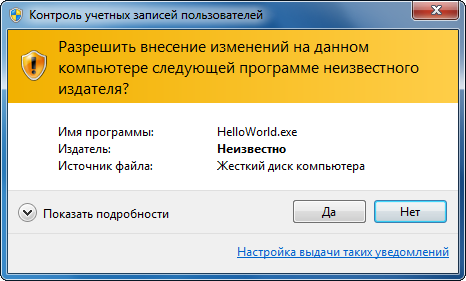 Контроль учетных записей пользователей
Разрешить внесение изменений на данном
компьютере следующей программе неизвестного
издателя?
Имя программы: HelloWorld.exe
Издатель: Неизвестно
Источник файла: Жесткий диск компьютера
Показать подробности Да Нет
Настройка выдачи таких уведомлений